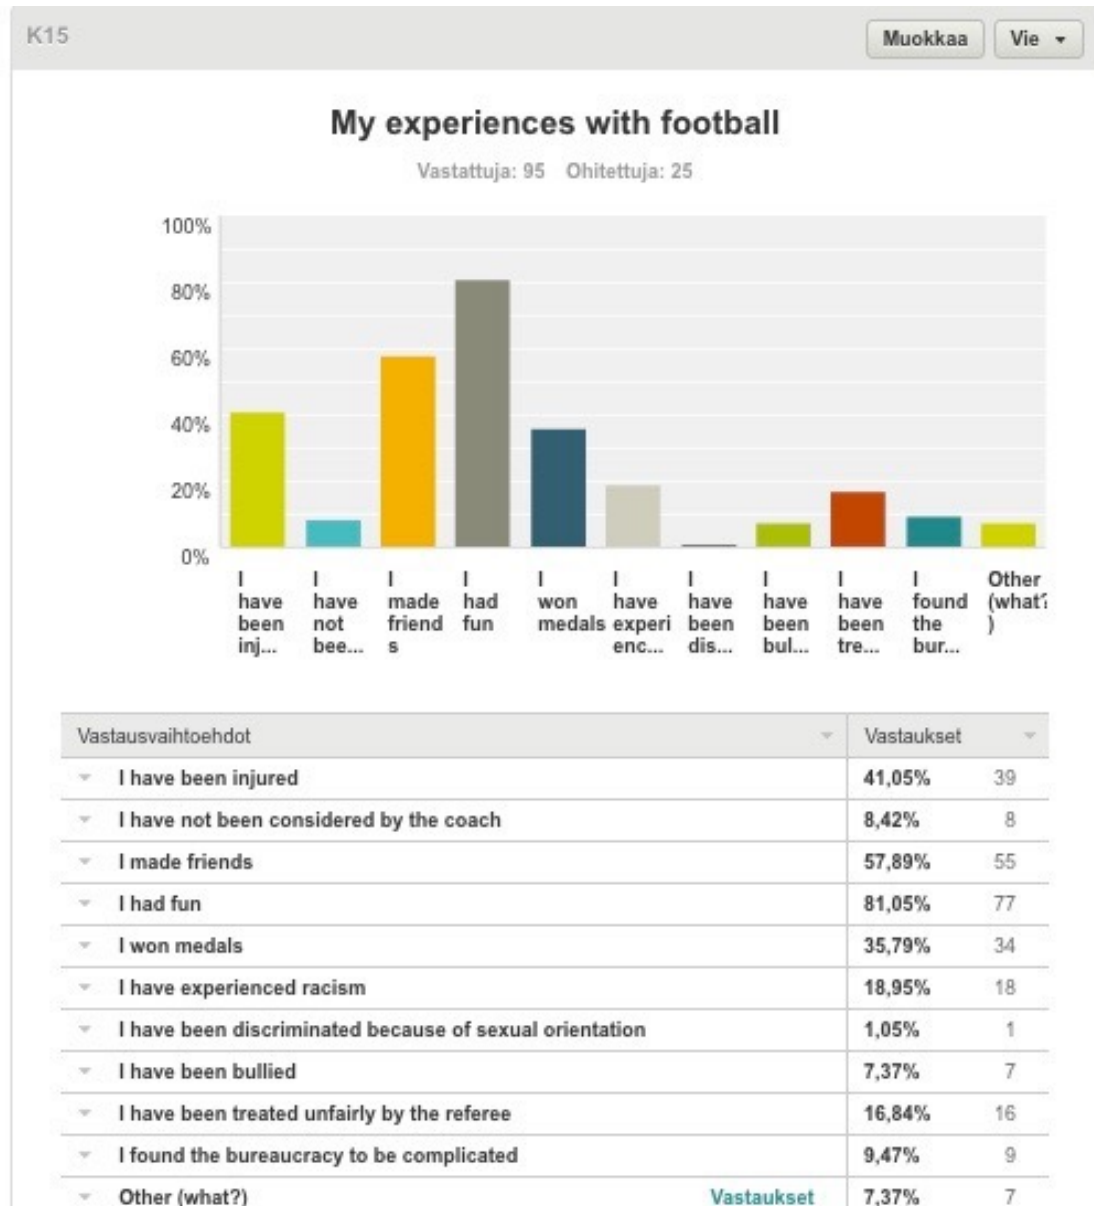 K15
Muokkaa
Vie
My experiences with football
Vastattuja: 95 Ohitettuja: 25
100%
80%
60%
40%
20%
0%
I have been inj...
I have not bee...
I made friend s
I had fun
I won medals
I have experi enc...
I have been dis...
I have been bul...
I have been tre...
I found the bur...
Other (what? )
Vastausvaihtoehdot Vastaukset
I have been injured 41,05% 39
I have not been considered by the coach 8,42% 8
I made friends 57,89% 55
I had fun 81,05% 77
I won medals 35,79% 34
I have experienced racism 18,95% 18
I have been discriminated because of sexual orientation 1,05% 1
I have been bullied 7,37% 7
I have been treated unfairly by the referee 16,84% 16
I found the bureaucracy to be complicated 9,47% 9
Other (what?) Vastaukset 7,37% 7